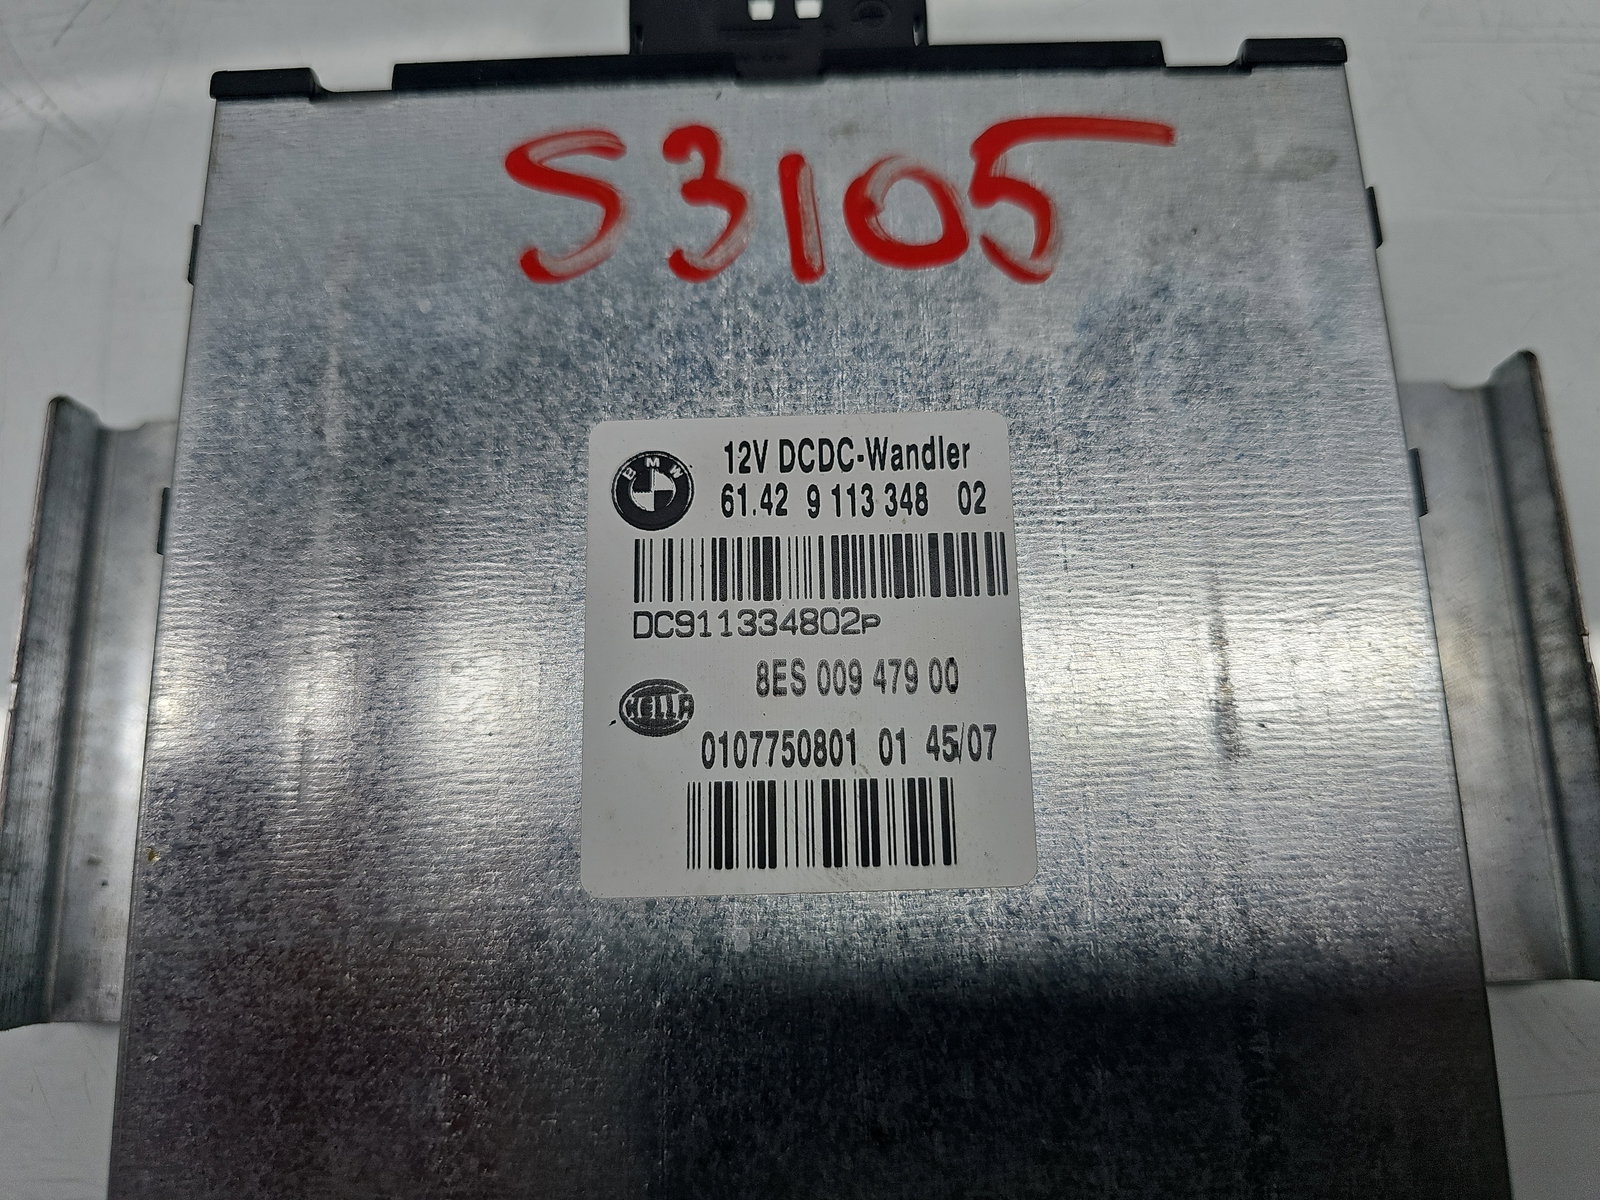 S3105
BMW
12V DCDC-Wandler
61.42 9 113 348 02
DC911334802P
8ES 009 479 00
HELLA
0107750801 01 45/07